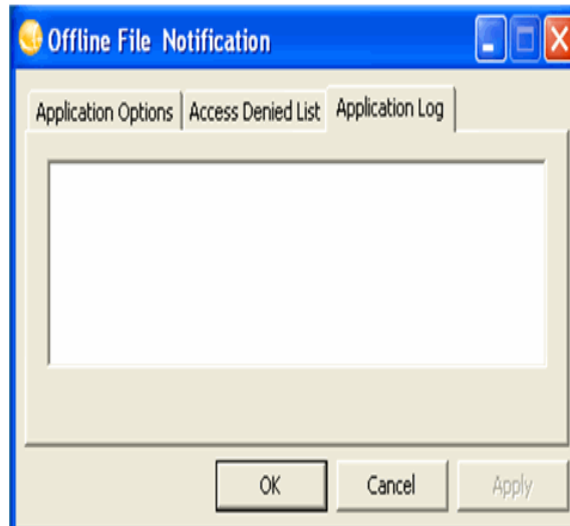 Offline File Notification
Application Options Access Denied List Application Log
OK Cancel Apply